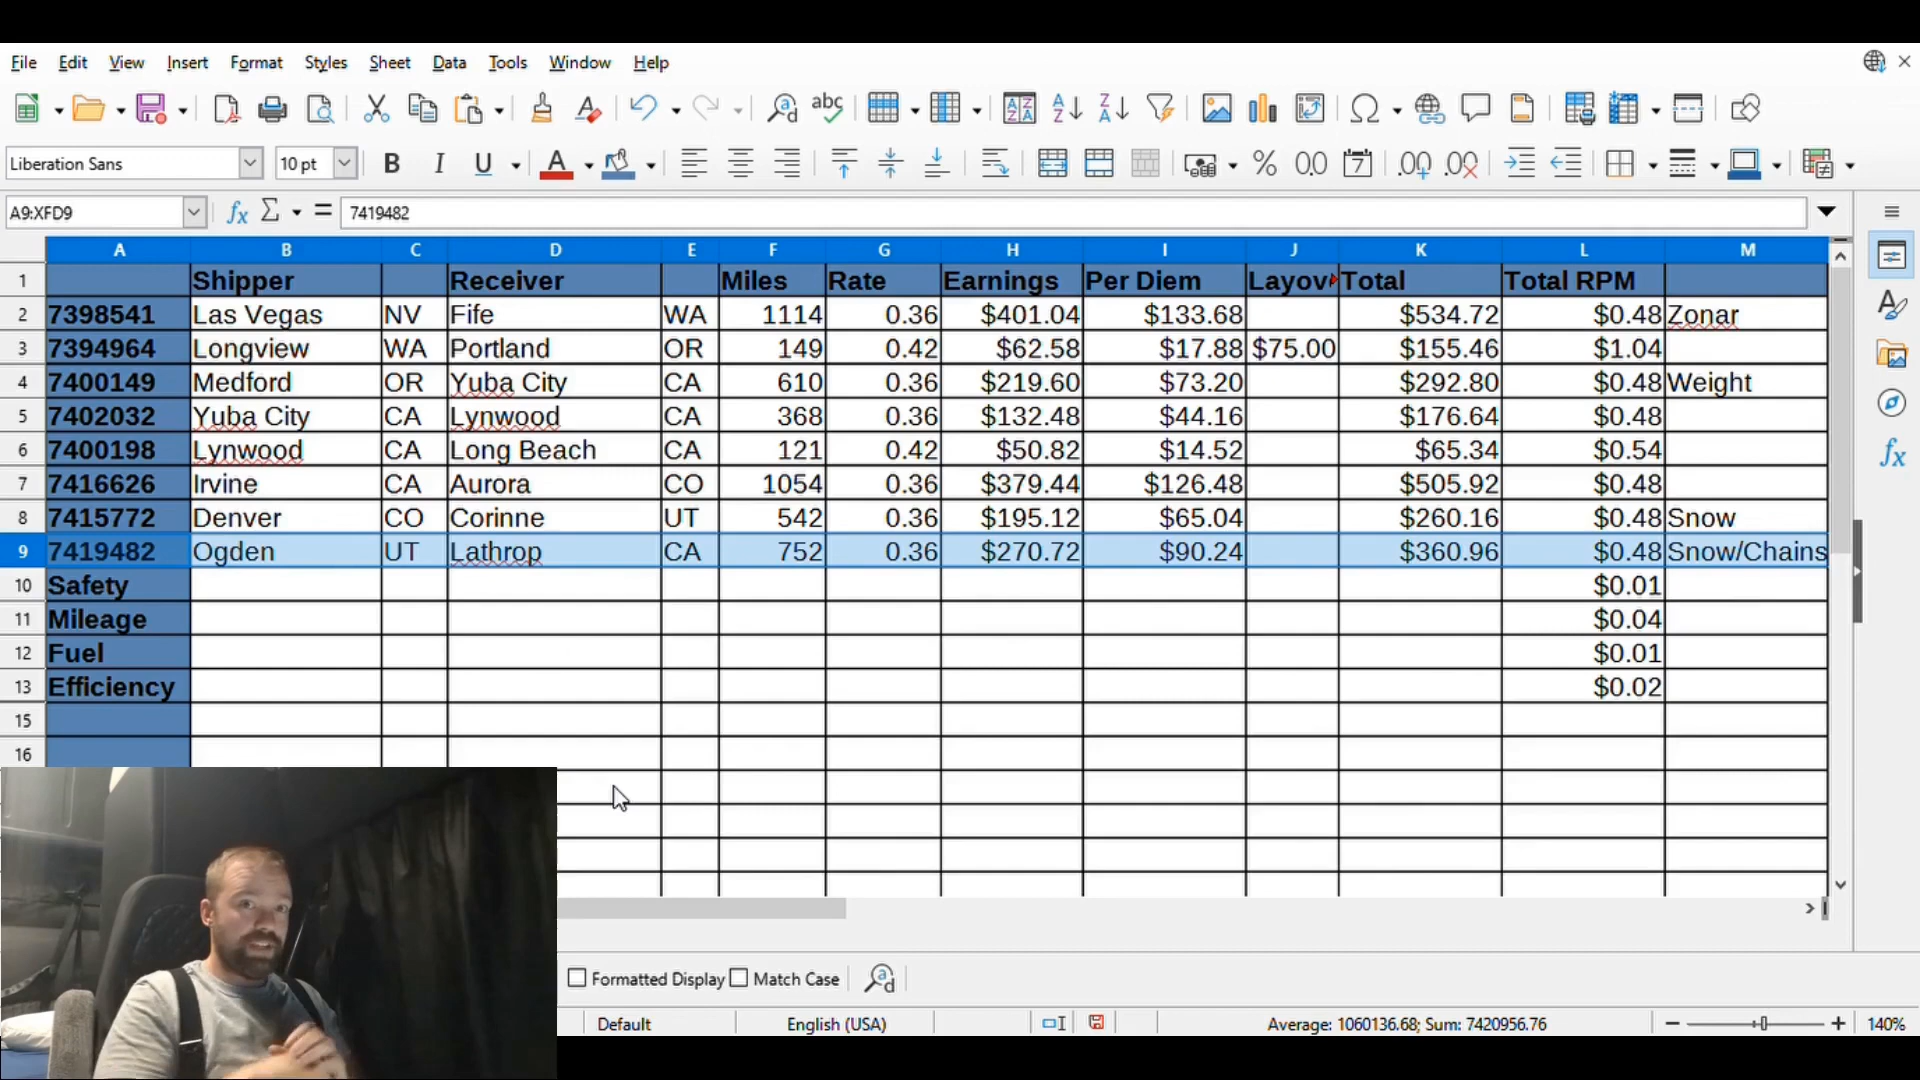 File Edit View Insert Format Styles Sheet Data Tools Window Help
Liberation Sans 10 pt
A9:XFD9 7419482
A B C D E F G H I J K L M
1 Shipper Receiver Miles Rate Earnings Per Diem Layov Total Total RPM
2 7398541 Las Vegas NV Fife WA 1114 0.36 $401.04 $133.68 $534.72 $0.48 Zonar
3 7394964 Longview WA Portland OR 149 0.42 $62.58 $17.88 $75.00 $155.46 $1.04
4 7400149 Medford OR Yuba City CA 610 0.36 $219.60 $73.20 $292.80 $0.48 Weight
5 7402032 Yuba City CA Lynwood CA 368 0.36 $132.48 $44.16 $176.64 $0.48
6 7400198 Lynwood CA Long Beach CA 121 0.42 $50.82 $14.52 $65.34 $0.54
7 7416626 Irvine CA Aurora CO 1054 0.36 $379.44 $126.48 $505.92 $0.48
8 7415772 Denver CO Corinne UT 542 0.36 $195.12 $65.04 $260.16 $0.48 Snow
9 7419482 Ogden UT Lathrop CA 752 0.36 $270.72 $90.24 $360.96 $0.48 Snow/Chains
10 Safety $0.01
11 Mileage $0.04
12 Fuel $0.01
13 Efficiency $0.02
15
16
Formatted Display Match Case
Default English (USA) Average: 1060136.68; Sum: 7420956.76 140%